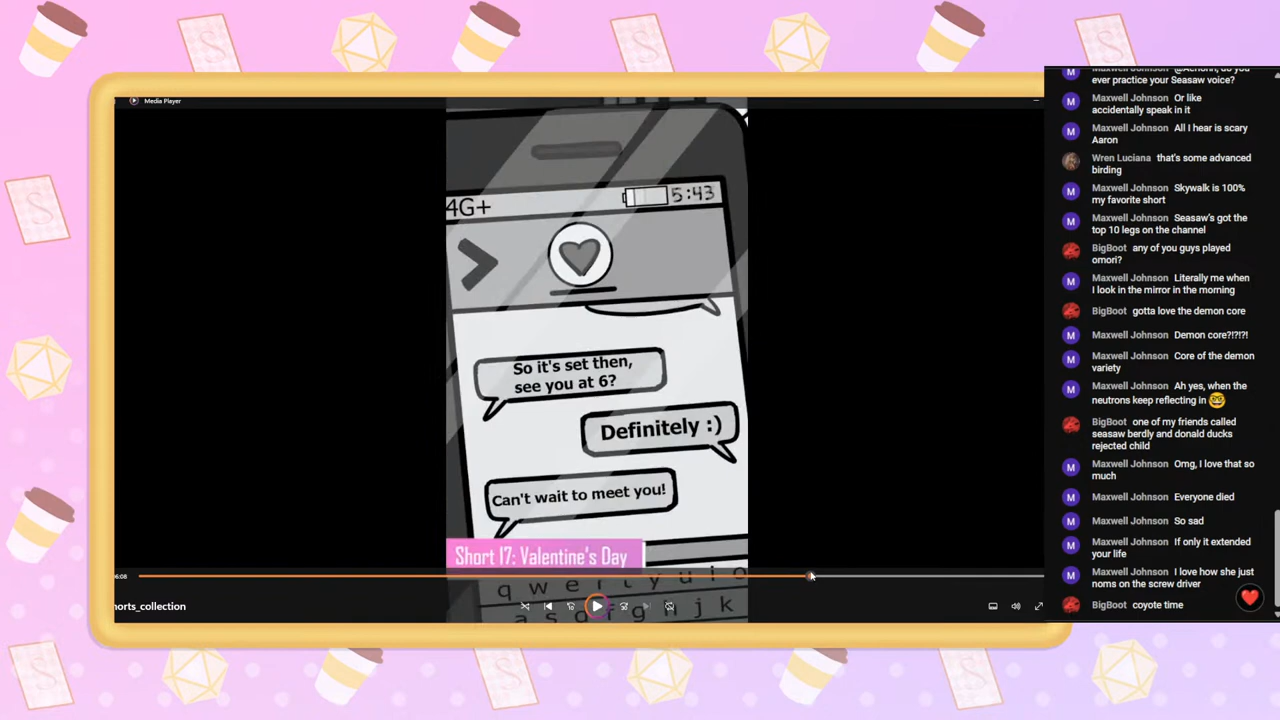 Media Player
4G+
5:43
So it's set then,
see you at 6?
Definitely :)
Can't wait to meet you!
Short 17: Valentine's Day
q w e r t y u i o
a s d f g h j k
6:08
horts_collection
ever practice your Seasaw voice?
Maxwell Johnson Or like
accidentally speak in it
Maxwell Johnson All I hear is scary
Aaron
Wren Luciana that's some advanced
birding
Maxwell Johnson Skywalk is 100%
my favorite short
Maxwell Johnson Seasaw's got the
top 10 legs on the channel
BigBoot any of you guys played
omori?
Maxwell Johnson Literally me when
I look in the mirror in the morning
BigBoot gotta love the demon core
Maxwell Johnson Demon core?!?!?!
Maxwell Johnson Core of the demon
variety
Maxwell Johnson Ah yes, when the
neutrons keep reflecting in 🤓
BigBoot one of my friends called
seasaw berdly and donald ducks
rejected child
Maxwell Johnson Omg, I love that so
much
Maxwell Johnson Everyone died
Maxwell Johnson So sad
Maxwell Johnson If only it extended
your life
Maxwell Johnson I love how she just
noms on the screw driver
BigBoot coyote time